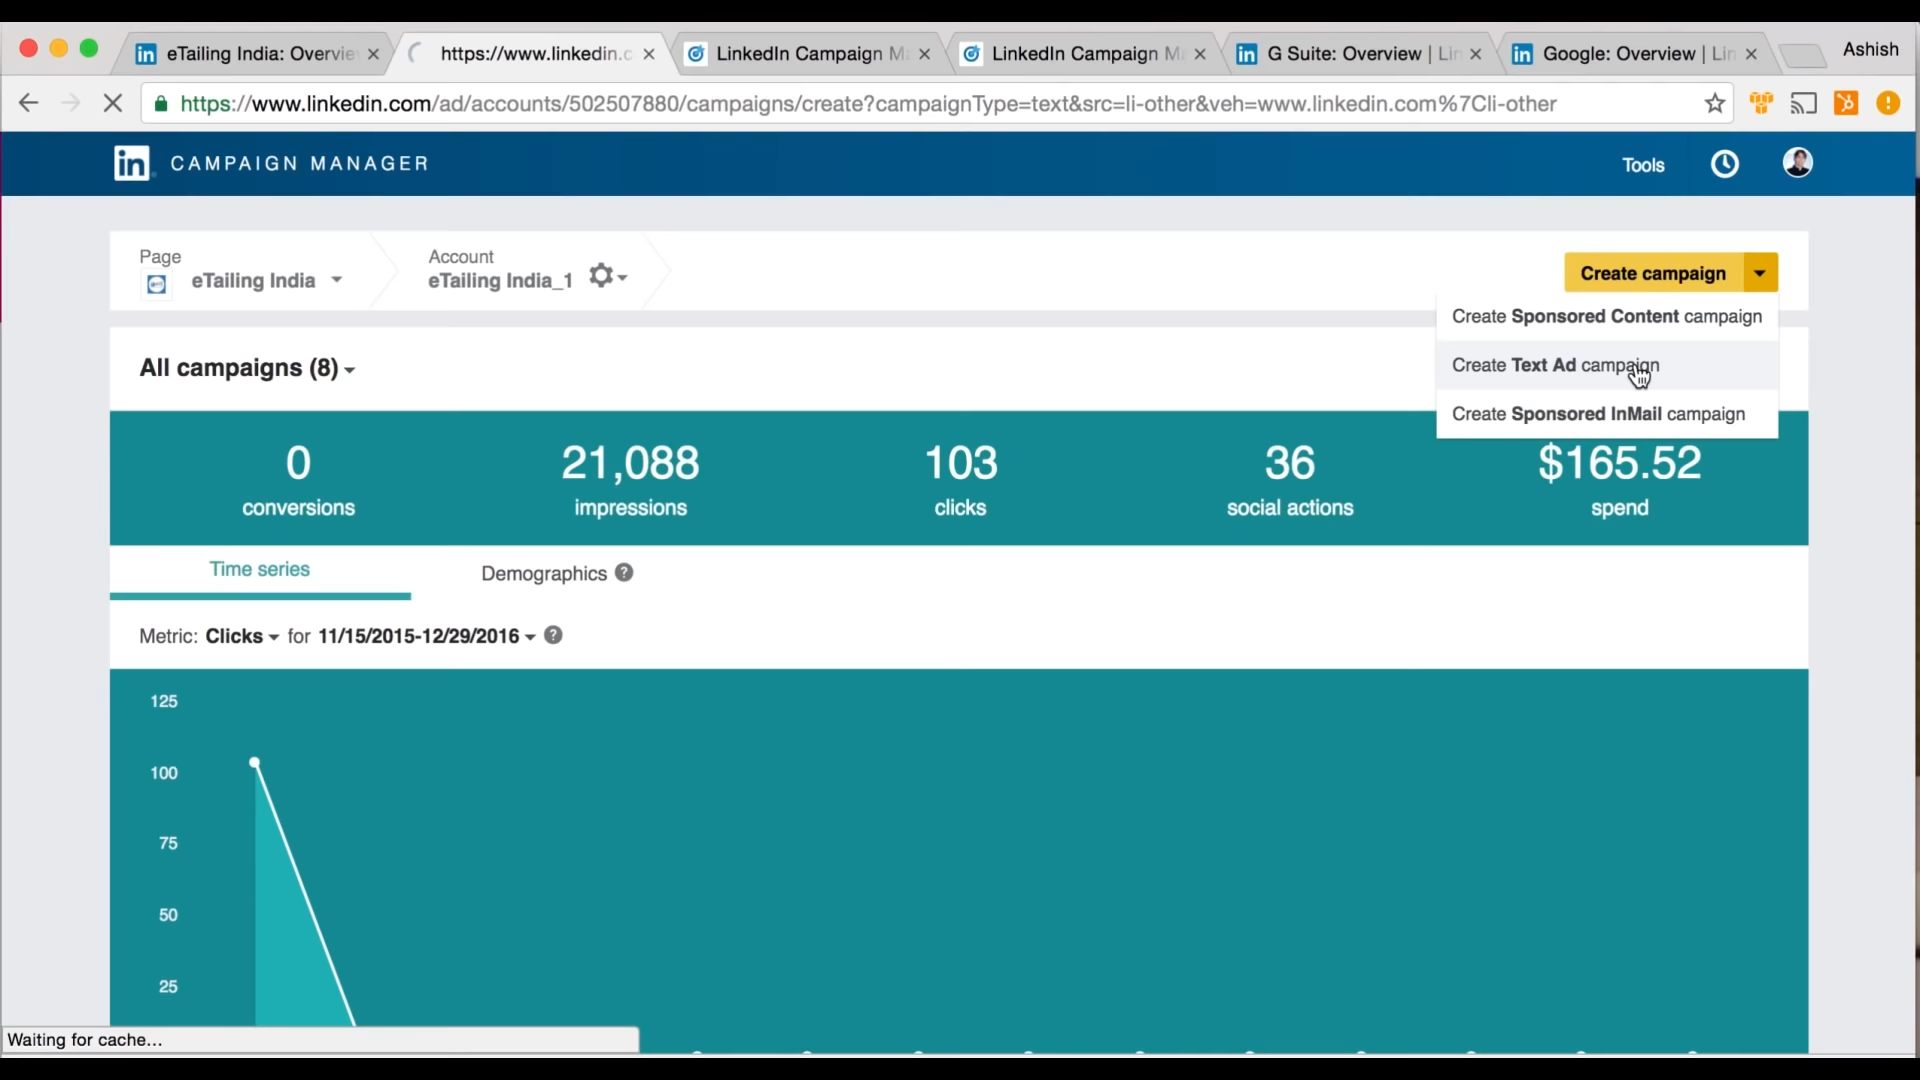 eTailing India: Overvie
https://www.linkedin.c
LinkedIn Campaign Ma
LinkedIn Campaign Ma
G Suite: Overview | Lin
Google: Overview | Lin
Ashish
https://www.linkedin.com/ad/accounts/502507880/campaigns/create?campaignType=text&src=li-other&veh=www.linkedin.com%7Cli-other
in CAMPAIGN MANAGER
Tools
Page
eTailing India
Account
eTailing India_1
Create campaign
Create Sponsored Content campaign
Create Text Ad campaign
Create Sponsored InMail campaign
All campaigns (8)
0
conversions
21,088
impressions
103
clicks
36
social actions
$165.52
spend
Time series
Demographics ?
Metric: Clicks for 11/15/2015-12/29/2016 ?
125
100
75
50
25
Waiting for cache...